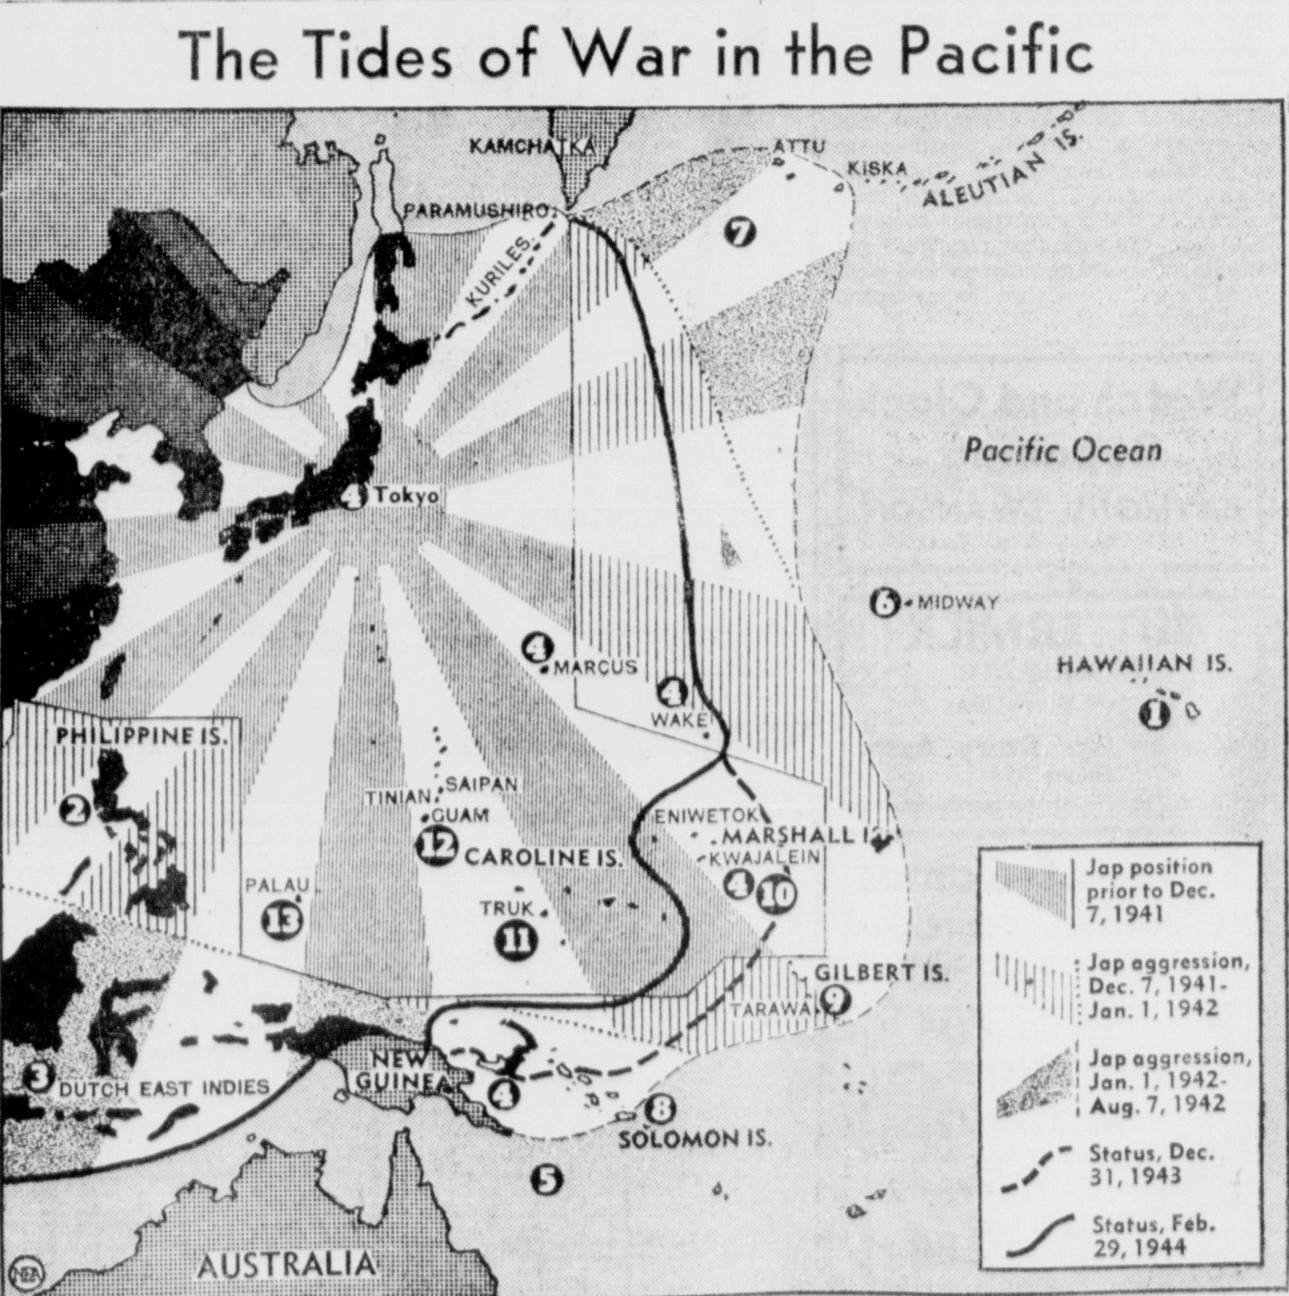 The Tides of War in the Pacific
KAMCHATKA
ATTU
KISKA
ALEUTIAN IS.
PARAMUSHIRO
KURILES
7
Pacific Ocean
4 Tokyo
6 MIDWAY
4
MARCUS
HAWAIIAN IS.
4
WAKE
1
PHILIPPINE IS.
SAIPAN
TINIAN
2
GUAM
ENIWETOK
12
MARSHALL I
CAROLINE IS.
KWAJALEIN
PALAU
4
10
13
TRUK
11
GILBERT IS.
TARAWA
9
NEW
GUINEA
3
DUTCH EAST INDIES
4
8
SOLOMON IS.
5
AUSTRALIA
NEA
Jap position
prior to Dec.
7, 1941
Jap aggression,
Dec. 7, 1941-
Jan. 1, 1942
Jap aggression,
Jan. 1, 1942-
Aug. 7, 1942
Status, Dec.
31, 1943
Status, Feb.
29, 1944